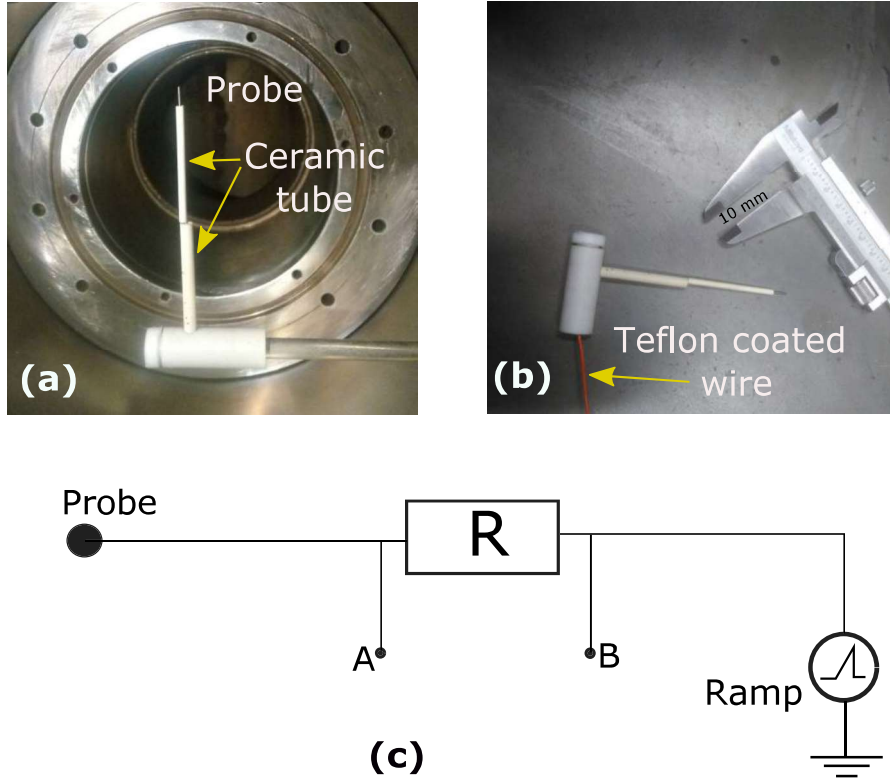 Probe
Ceramic
tube
(a)
10 mm
Teflon coated
wire
(b)
Probe
R
A
B
Ramp
(c)